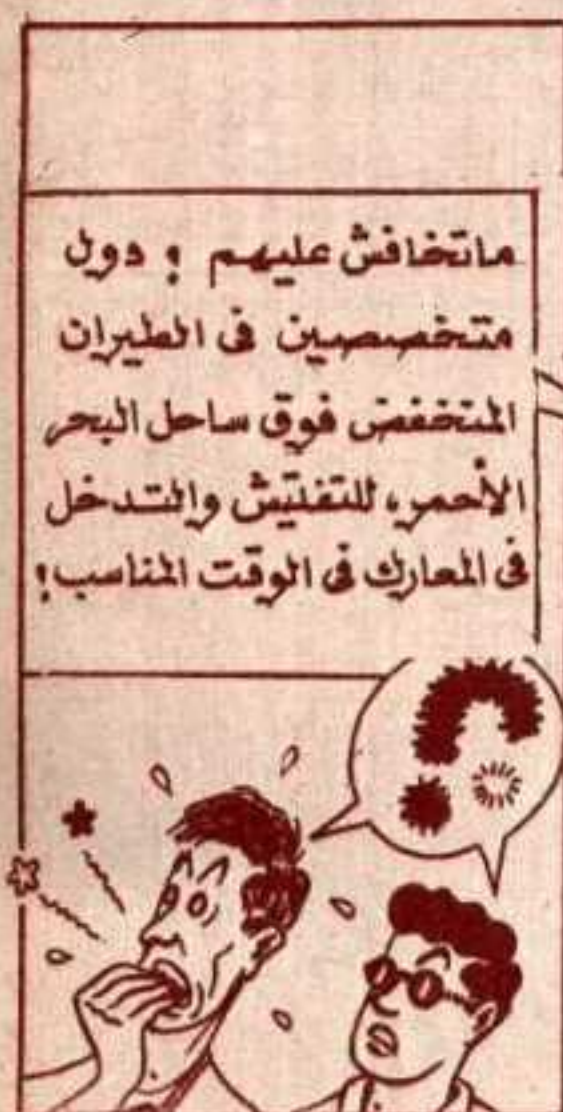 ماتخافش عليهم ؛ دول
متخصصين فى الطيران
المنخفض فوق ساحل البحر
الأحمر، للتفتيش والتدخل
فى المعارك فى الوقت المناسب؛
؟